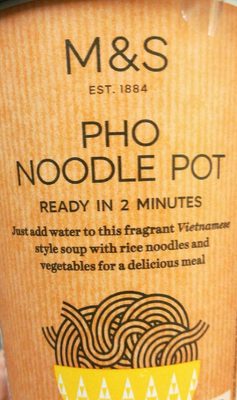 M&S
EST. 1884
PHO
NOODLE POT
READY IN 2 MINUTES
Just add water to this fragrant Vietnamese
style soup with rice noodles and
vegetables for a delicious meal